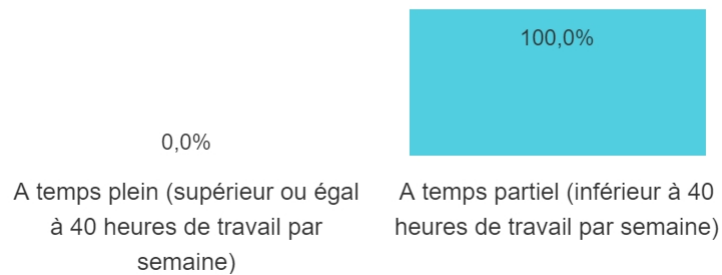 100,0%
0,0%
A temps plein (supérieur ou égal
à 40 heures de travail par
semaine)
A temps partiel (inférieur à 40
heures de travail par semaine)